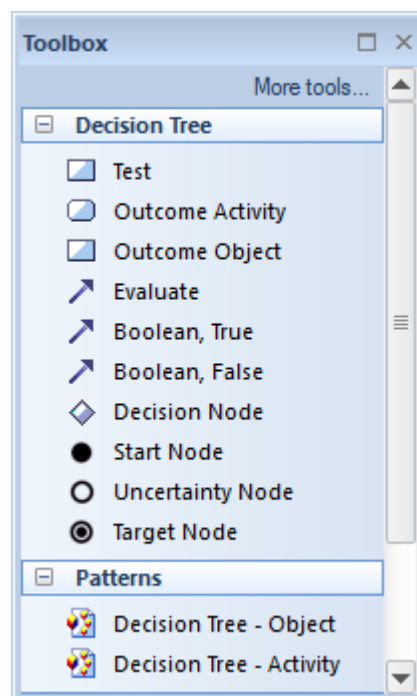 Toolbox
More tools...
Decision Tree
Test
Outcome Activity
Outcome Object
Evaluate
Boolean, True
Boolean, False
Decision Node
Start Node
Uncertainty Node
Target Node
Patterns
Decision Tree - Object
Decision Tree - Activity